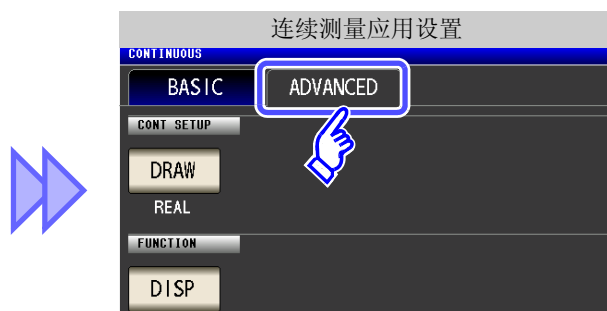 连续测量应用设置
CONTINUOUS
BASIC ADVANCED
CONT SETUP
DRAW
REAL
FUNCTION
DISP